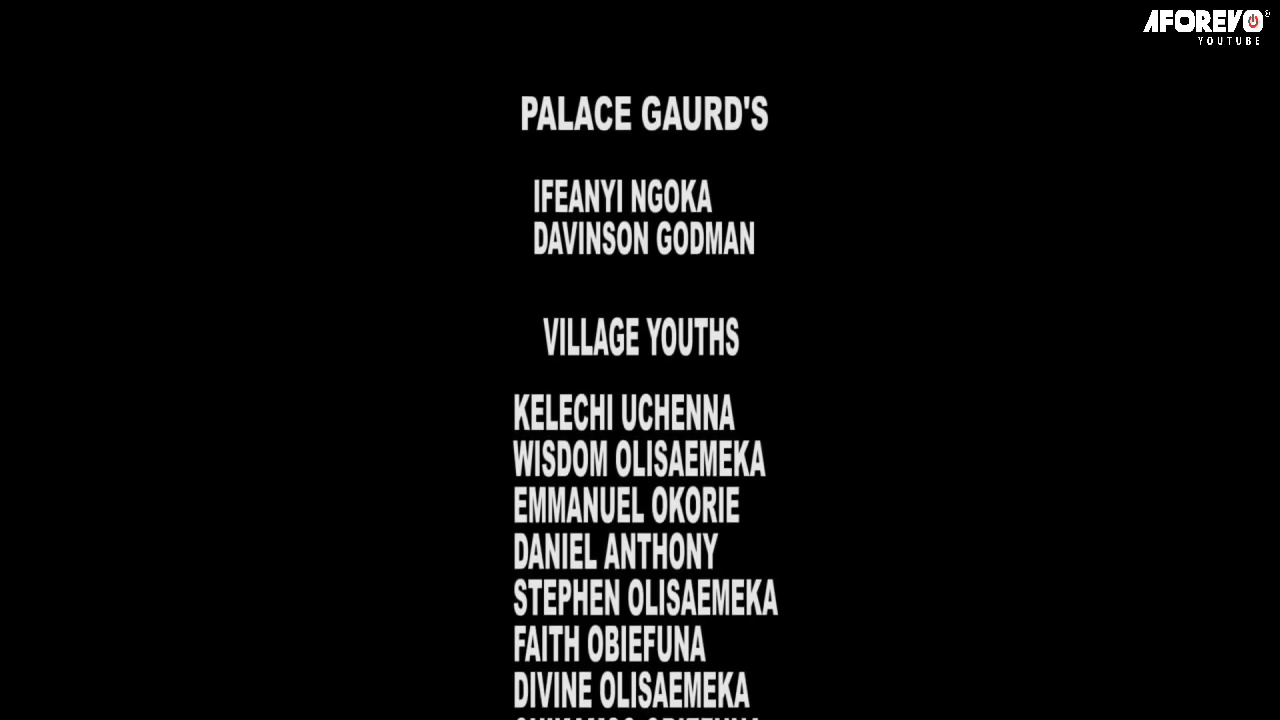 AFOREVO
YOUTUBE
PALACE GAURD'S
IFEANYI NGOKA
DAVINSON GODMAN
VILLAGE YOUTHS
KELECHI UCHENNA
WISDOM OLISAEMEKA
EMMANUEL OKORIE
DANIEL ANTHONY
STEPHEN OLISAEMEKA
FAITH OBIEFUNA
DIVINE OLISAEMEKA